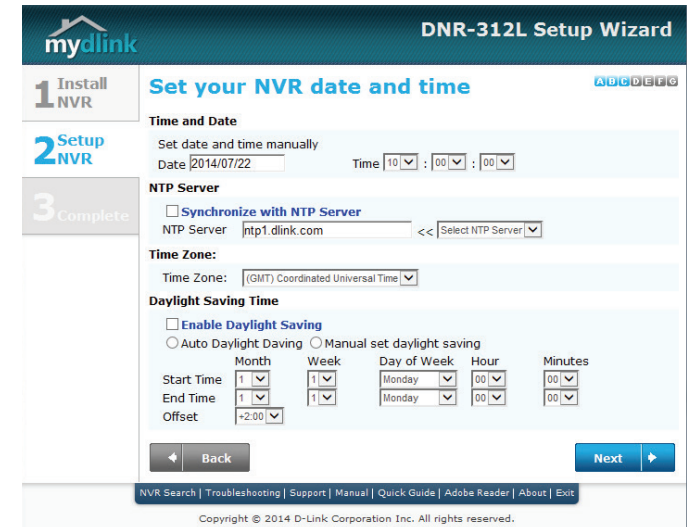 mydlink
DNR-312L Setup Wizard
1 Install NVR
2 Setup NVR
3 Complete
Set your NVR date and time
A B C D E F G
Time and Date
Set date and time manually
Date 2014/07/22 Time 10 : 00 : 00
NTP Server
Synchronize with NTP Server
NTP Server ntp1.dlink.com << Select NTP Server
Time Zone:
Time Zone: (GMT) Coordinated Universal Time
Daylight Saving Time
Enable Daylight Saving
Auto Daylight Daving Manual set daylight saving
Month Week Day of Week Hour Minutes
Start Time 1 1 Monday 00 00
End Time 1 1 Monday 00 00
Offset +2:00
Back
Next
NVR Search | Troubleshooting | Support | Manual | Quick Guide | Adobe Reader | About | Exit
Copyright © 2014 D-Link Corporation Inc. All rights reserved.